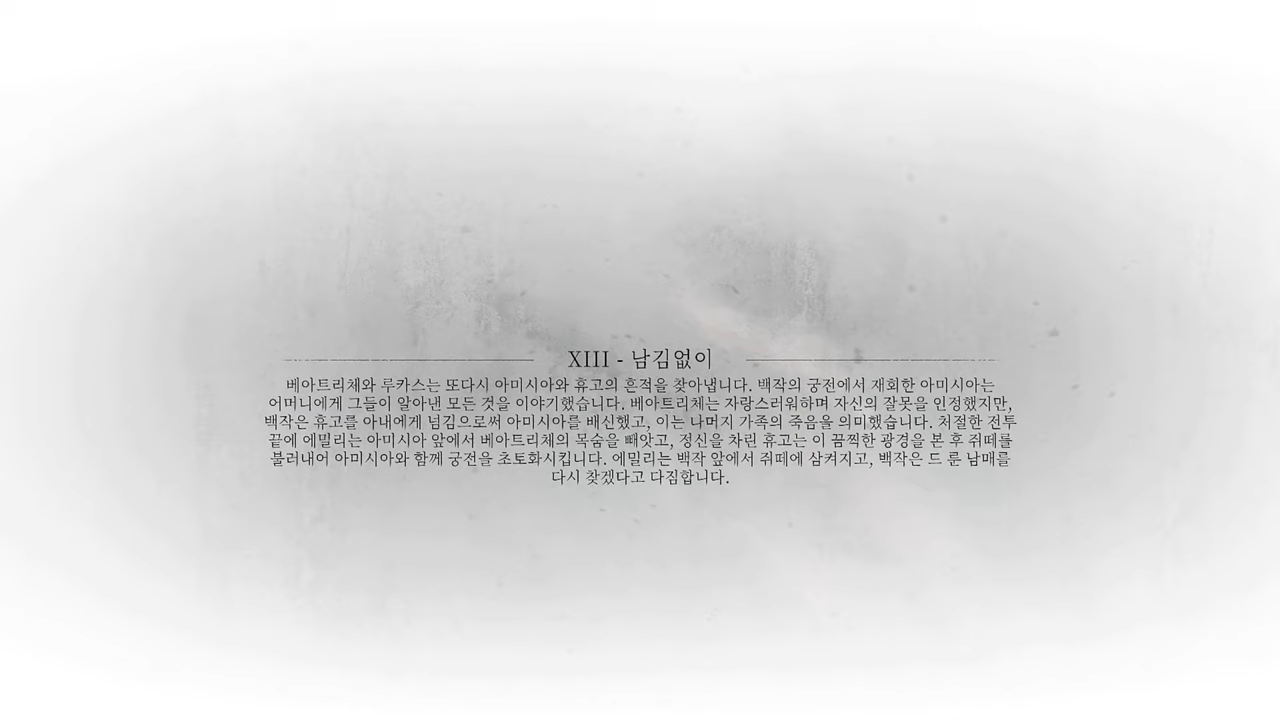 XIII - 남김없이
베아트리체와 루카스는 또다시 아미시아와 휴고의 흔적을 찾아냅니다. 백작의 궁전에서 재회한 아미시아는
어머니에게 그들이 알아낸 모든 것을 이야기했습니다. 베아트리체는 자랑스러워하며 자신의 잘못을 인정했지만,
백작은 휴고를 아내에게 넘김으로써 아미시아를 배신했고, 이는 나머지 가족의 죽음을 의미했습니다. 처절한 전투
끝에 에밀리는 아미시아 앞에서 베아트리체의 목숨을 빼앗고, 정신을 차린 휴고는 이 끔찍한 광경을 본 후 쥐떼를
불러내어 아미시아와 함께 궁전을 초토화시킵니다. 에밀리는 백작 앞에서 쥐떼에 삼켜지고, 백작은 드 룬 남매를
다시 찾겠다고 다짐합니다.